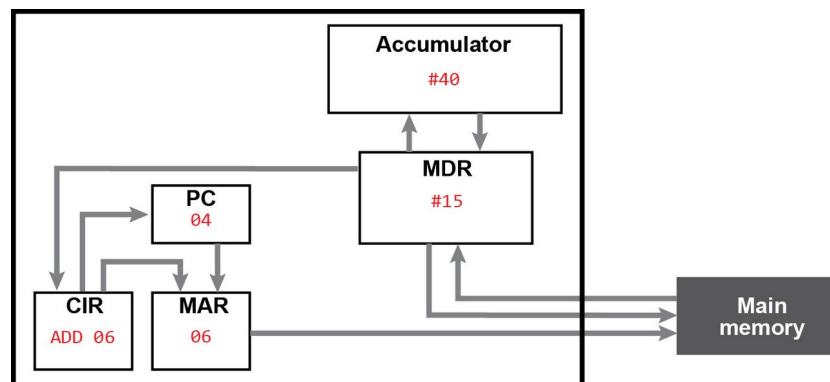 Accumulator
#40
MDR
#15
PC
04
CIR
ADD 06
MAR
06
Main
memory